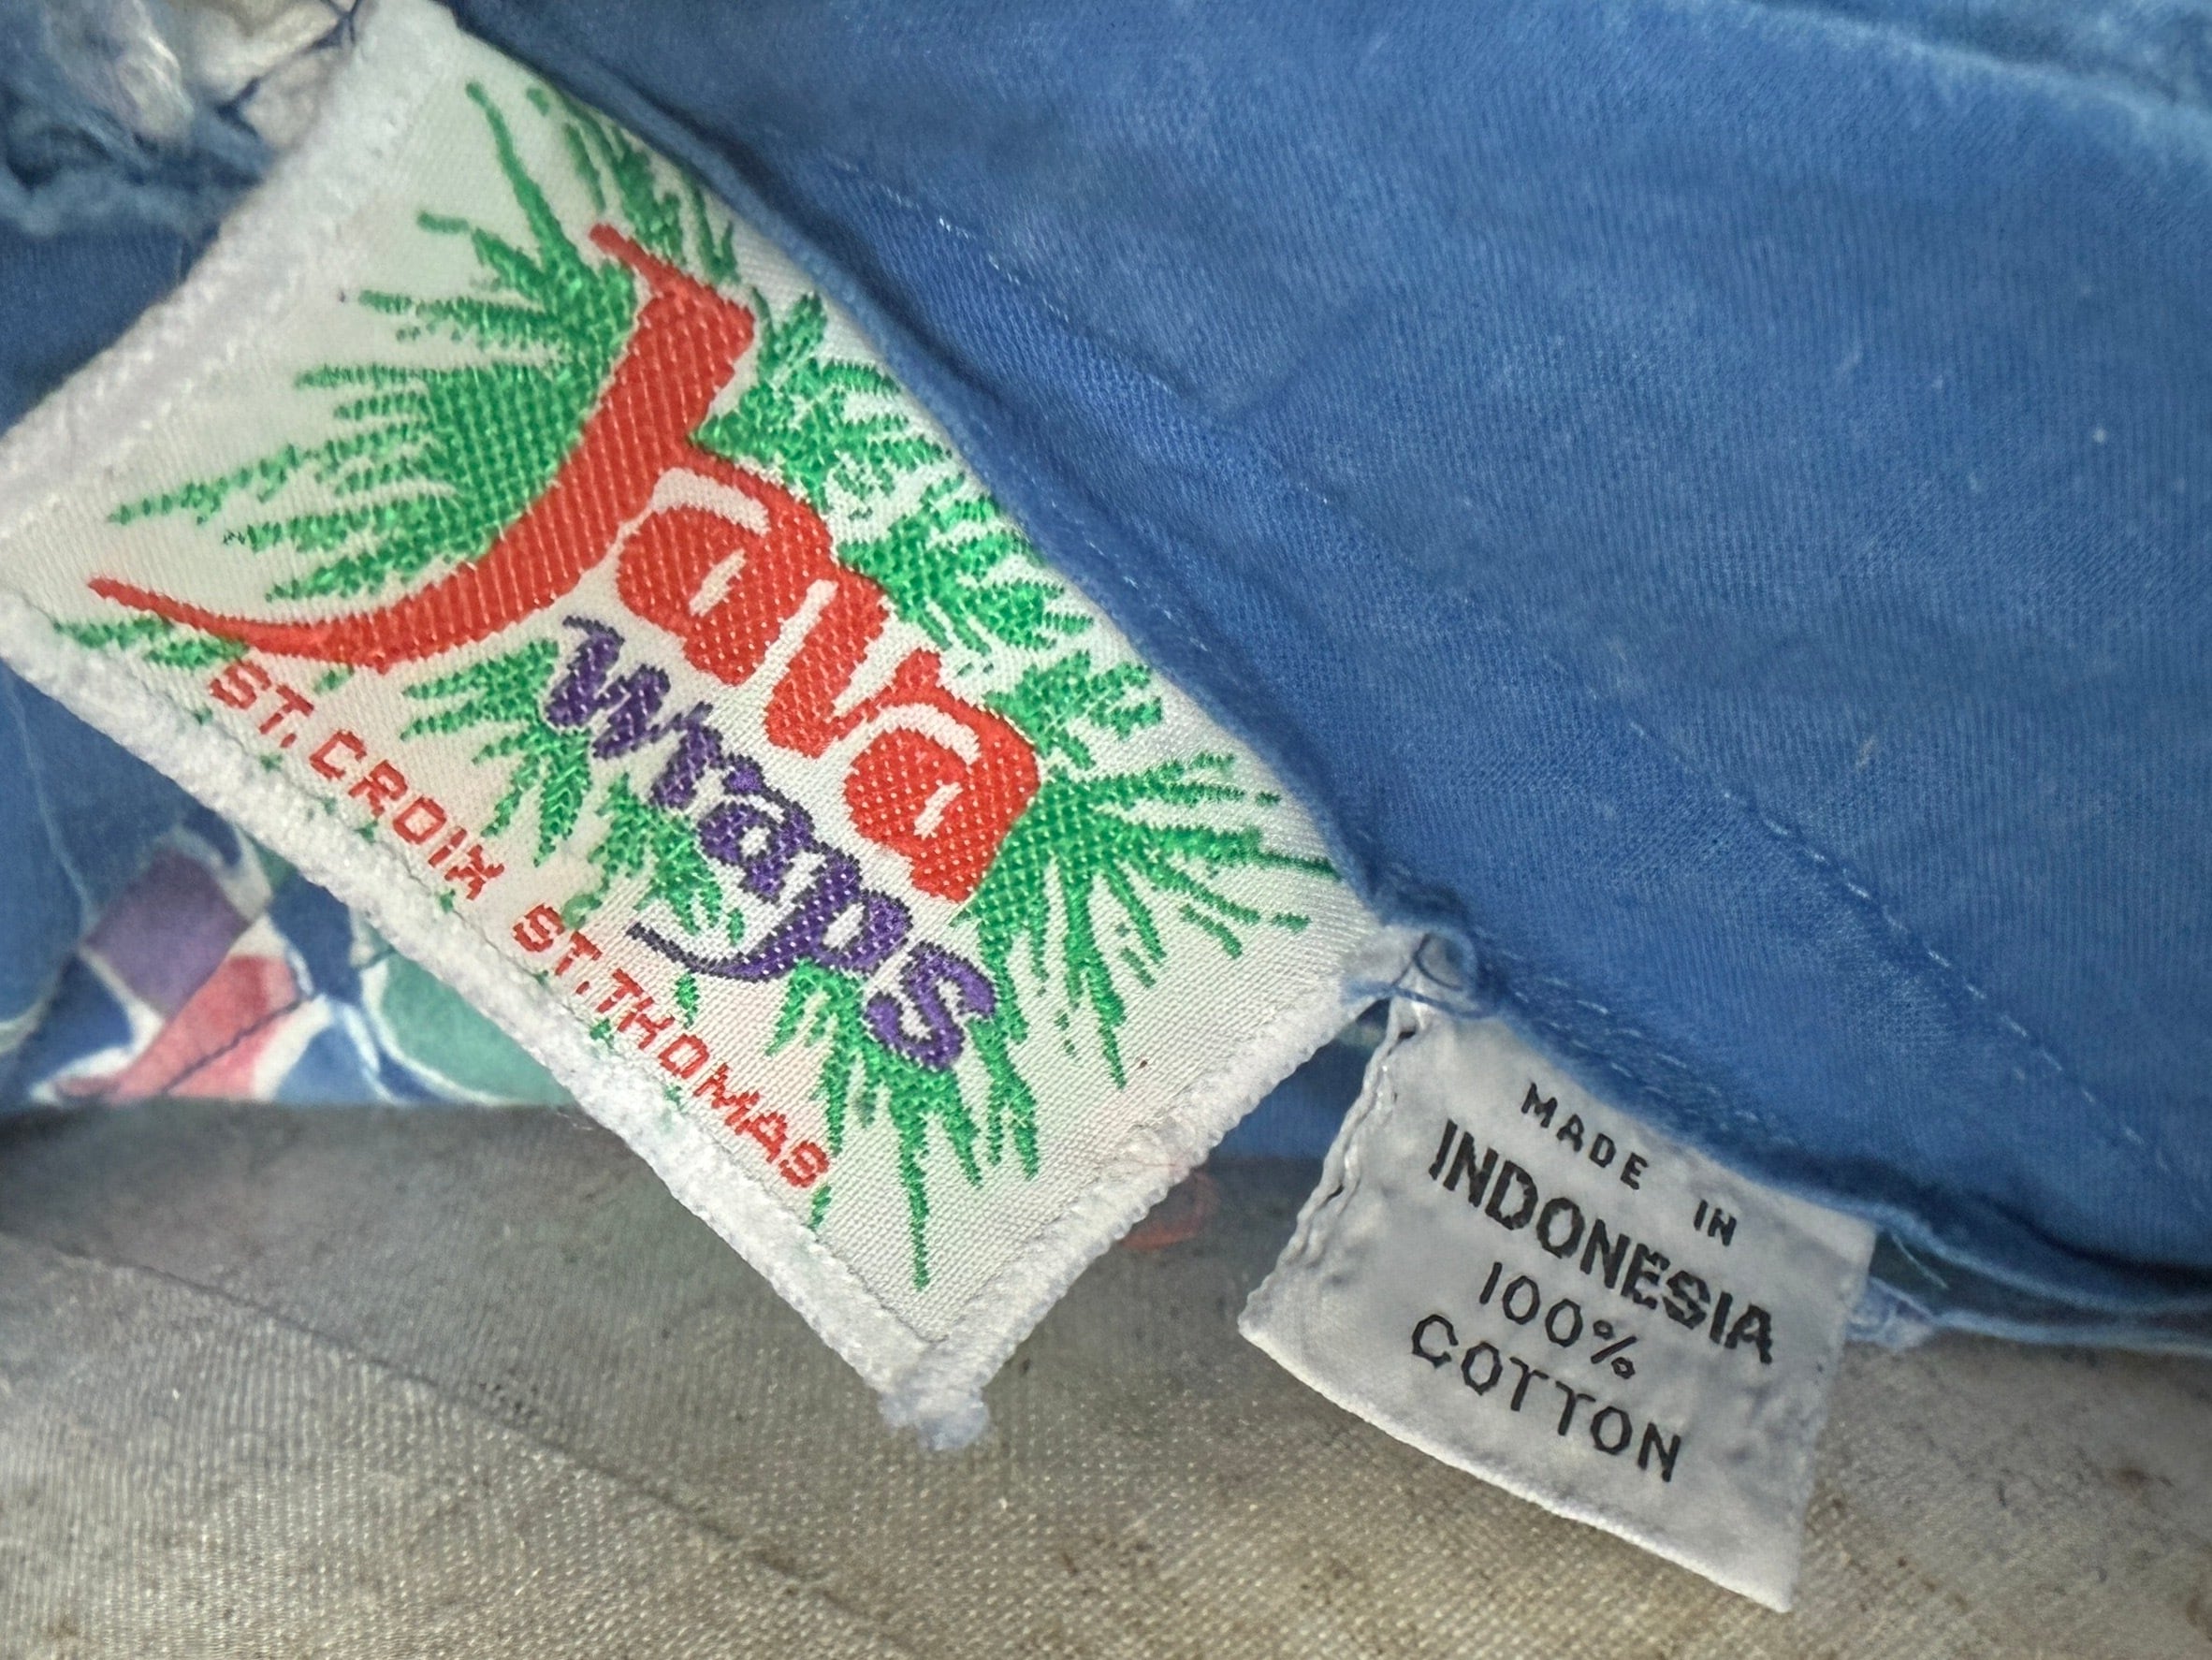 Java
wraps
ST. CROIX ST. THOMAS
MADE IN
INDONESIA
100%
COTTON